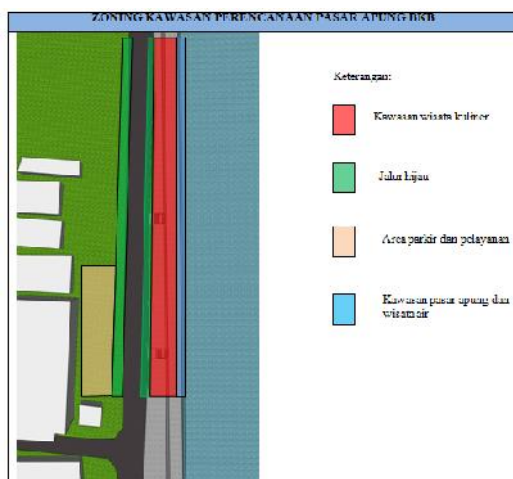 ZONING KAWASAN PERENCANAAN PASAR APUNG BKB
Keterangan:
Kawasan wisata kuliner
Jalur hijau
Area parkir dan pelayanan
Kawasan pasar apung dan
wisata air